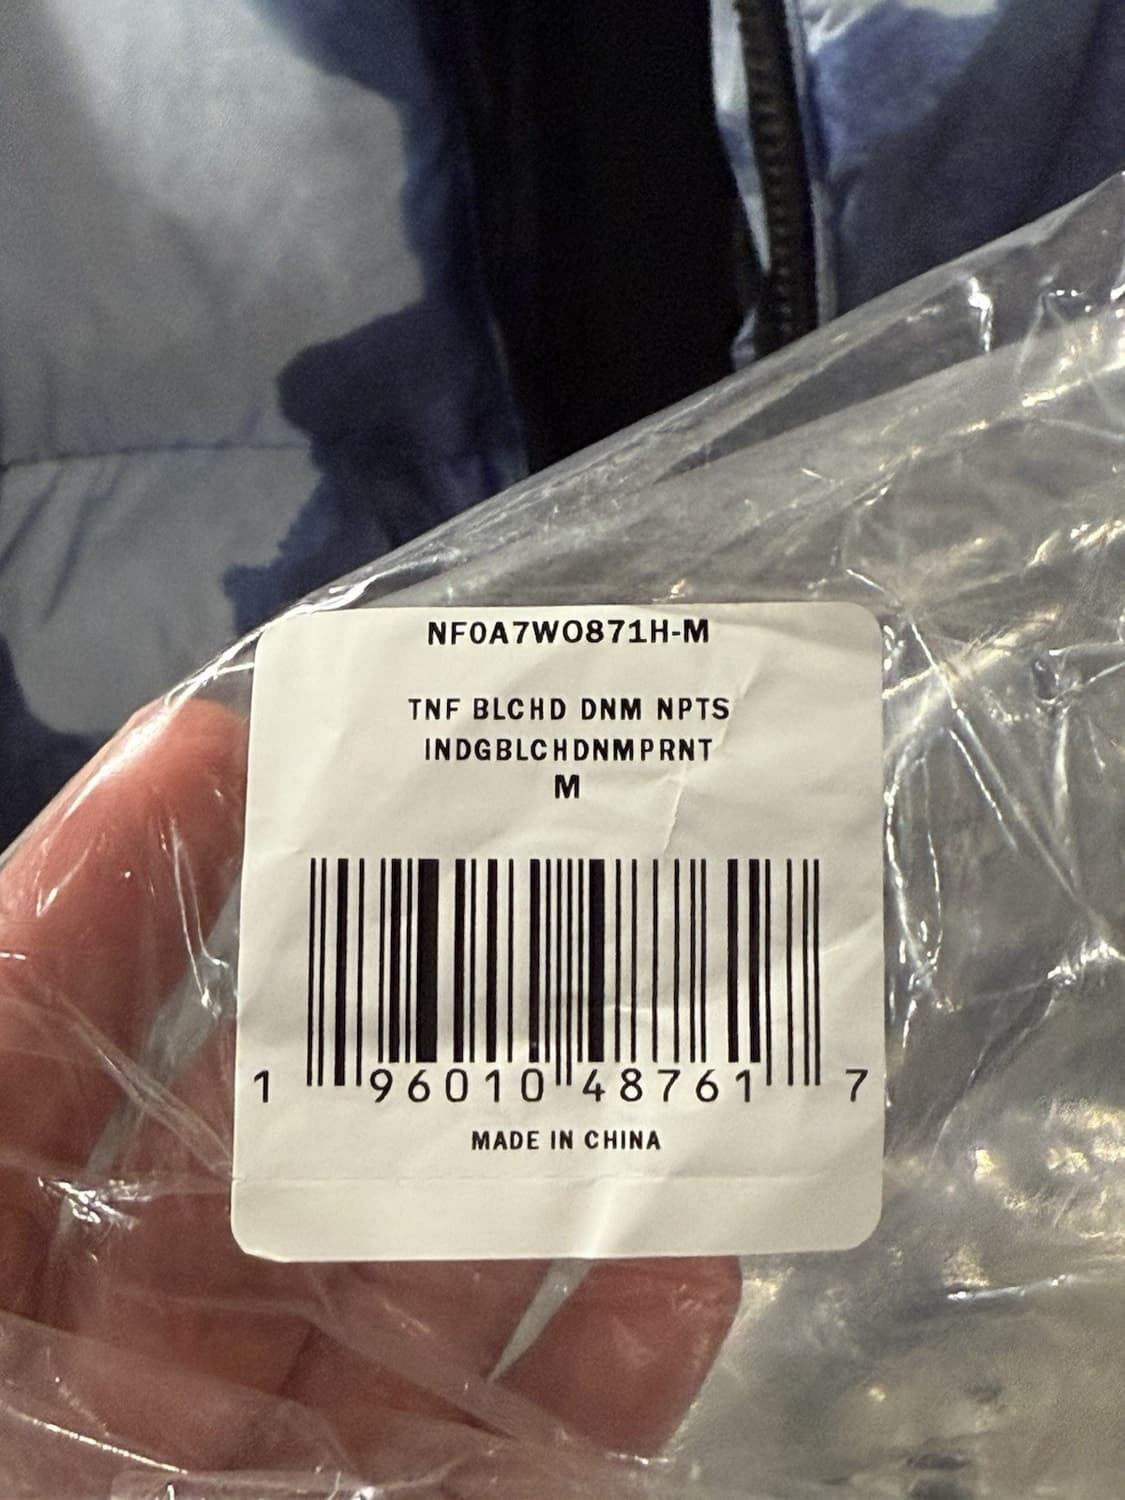 NF0A7WO871H-M
TNF BLCHD DNM NPTS
INDGBLCHDNMPRNT
M
1 96010 48761 7
MADE IN CHINA